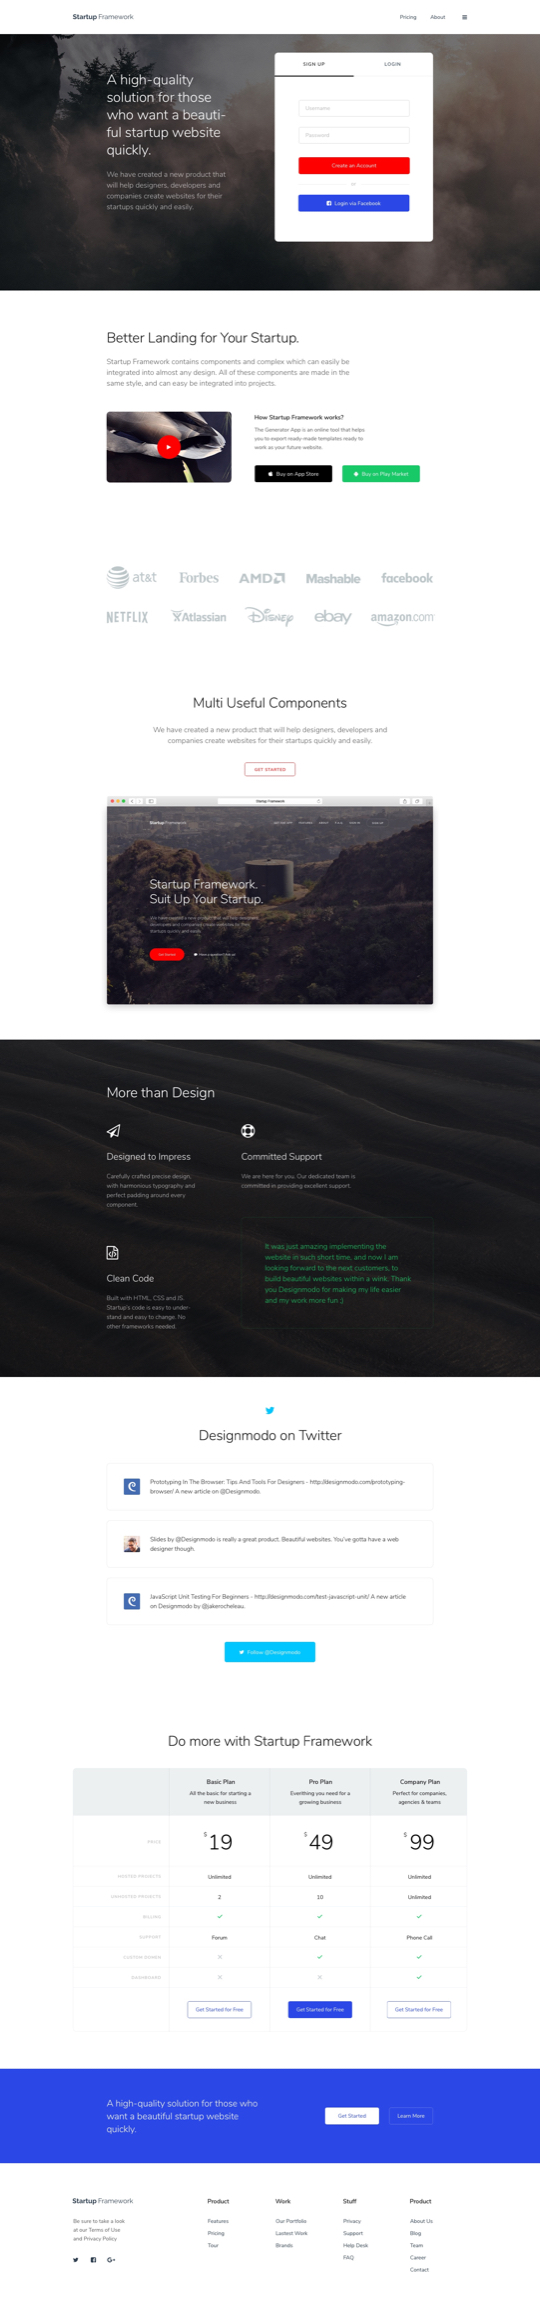 Startup Framework
Pricing About
A high-quality
solution for those
who want a beauti-
ful startup website
quickly.
We have created a new product that
will help designers, developers and
companies create websites for their
startups quickly and easily.
SIGN UP LOGIN
Username
Password
Create an Account
or
Login via Facebook
Better Landing for Your Startup.
Startup Framework contains components and complex which can easily be
integrated into almost any design. All of these components are made in the
same style, and can easy be integrated into projects.
How Startup Framework works?
The Generator App is an online tool that helps
you to export ready-made templates ready to
work as your future website.
Buy on App Store Buy on Play Market
at&t Forbes AMD Mashable facebook
NETFLIX Atlassian Disney ebay amazon.com
Multi Useful Components
We have created a new product that will help designers, developers and
companies create websites for their startups quickly and easily.
GET STARTED
Startup Framework
Startup Framework
Startup Framework.
Suit Up Your Startup.
More than Design
Designed to Impress
Carefully crafted precise design,
with harmonious typography and
perfect padding around every
component.
Committed Support
We are here for you. Our dedicated team is
committed in providing excellent support.
Clean Code
Built with HTML, CSS and JS.
Startup's code is easy to under-
stand and easy to change. No
other frameworks needed.
It was just amazing implementing the
website in such short time, and now I am
looking forward to the next customers, to
build beautiful websites within a wink. Thank
you Designmodo for making my life easier
and my work more fun ;)
Designmodo on Twitter
Prototyping In The Browser: Tips And Tools For Designers - http://designmodo.com/prototyping-
browser/ A new article on @Designmodo.
Slides by @Designmodo is really a great product. Beautiful websites. You've gotta have a web
designer though.
JavaScript Unit Testing For Beginners - http://designmodo.com/test-javascript-unit/ A new article
on Designmodo by @jakerocheleau.
Follow @Designmodo
Do more with Startup Framework
Basic Plan Pro Plan Company Plan
All the basic for starting a Everithing you need for a Perfect for companies,
new business growing business agencies & teams
PRICE $19 $49 $99
HOSTED PROJECTS Unlimited Unlimited Unlimited
UNHOSTED PROJECTS 2 10 Unlimited
BILLING
SUPPORT Forum Chat Phone Call
CUSTOM DOMAIN
DASHBOARD
Get Started for Free Get Started for Free Get Started for Free
A high-quality solution for those who
want a beautiful startup website
quickly.
Get Started Learn More
Startup Framework
Be sure to take a look
at our Terms of Use
and Privacy Policy
Product
Features
Pricing
Tour
Work
Our Portfolio
Lastest Work
Brands
Stuff
Privacy
Support
Help Desk
FAQ
Product
About Us
Blog
Team
Career
Contact